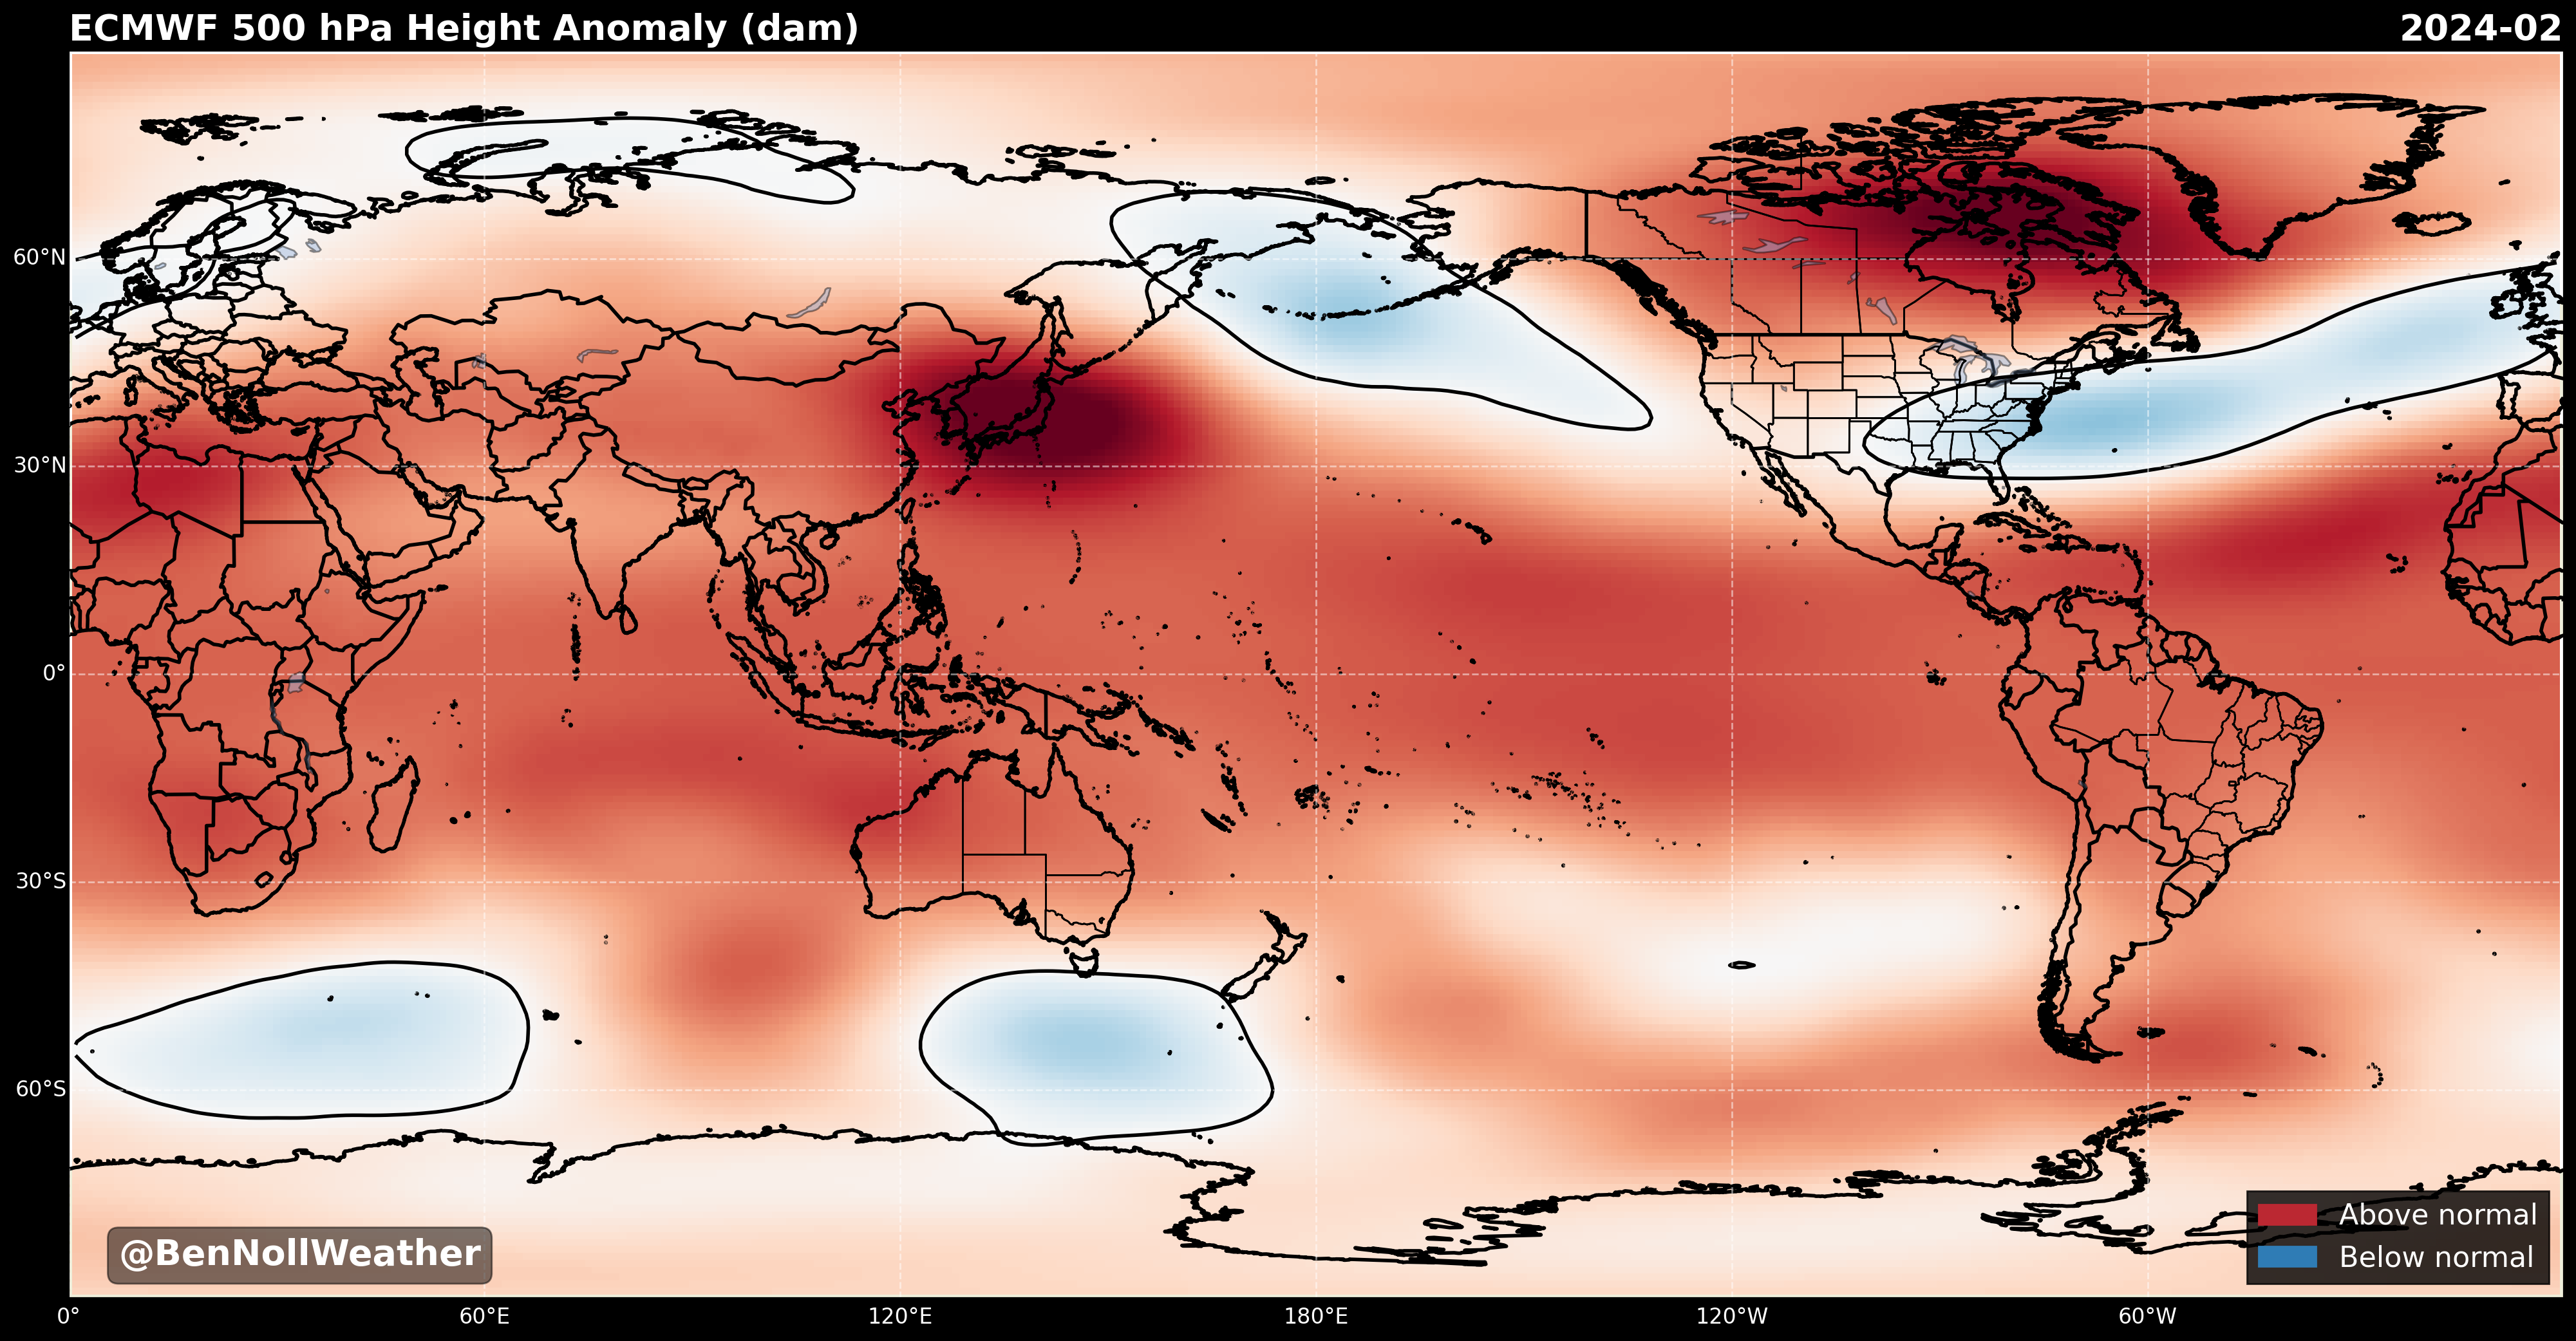 ECMWF 500 hPa Height Anomaly (dam)
2024-02
60°N
30°N
0°
30°S
60°S
@BenNollWeather
Above normal
Below normal
0°
60°E
120°E
180°E
120°W
60°W